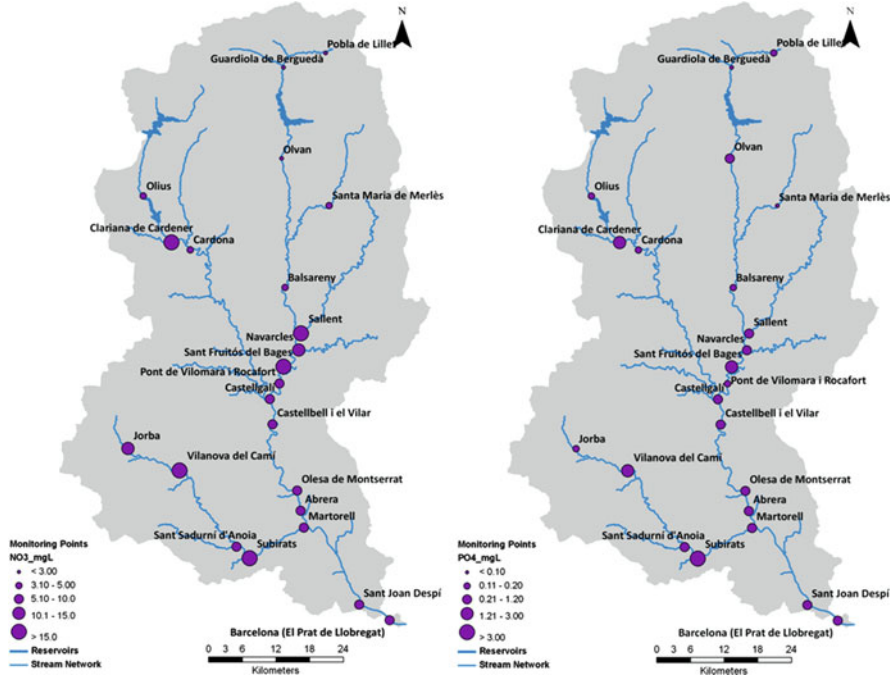 N
Pobla de Lillet
Guardiola de Berguedà
Olvan
Olius
Santa Maria de Merlès
Clariana de Cardener
Cardona
Balsareny
Sallent
Navarcles
Sant Fruitós del Bages
Pont de Vilomara i Rocafort
Castellgalí
Castellbell i el Vilar
Jorba
Vilanova del Camí
Olesa de Montserrat
Abrera
Martorell
Sant Sadurní d'Anoia
Subirats
Sant Joan Despí
Barcelona (El Prat de Llobregat)
Monitoring Points
NO3_mgL
< 3.00
3.10 - 5.00
5.10 - 10.0
10.1 - 15.0
> 15.0
Reservoirs
Stream Network
0 3 6 12 18 24
Kilometers
N
Pobla de Lillet
Guardiola de Berguedà
Olvan
Olius
Santa Maria de Merlès
Clariana de Cardener
Cardona
Balsareny
Sallent
Navarcles
Sant Fruitós del Bages
Pont de Vilomara i Rocafort
Castellgalí
Castellbell i el Vilar
Jorba
Vilanova del Camí
Olesa de Montserrat
Abrera
Martorell
Sant Sadurní d'Anoia
Subirats
Sant Joan Despí
Barcelona (El Prat de Llobregat)
Monitoring Points
PO4_mgL
< 0.10
0.11 - 0.20
0.21 - 1.20
1.21 - 3.00
> 3.00
Reservoirs
Stream Network
0 3 6 12 18 24
Kilometers